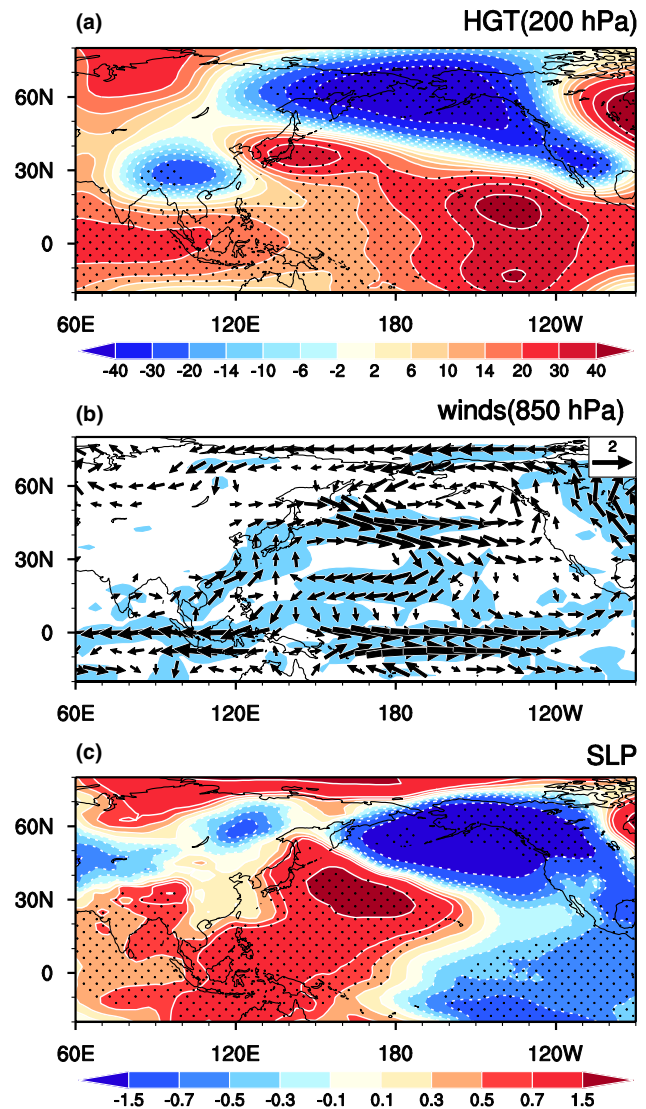 (a) HGT(200 hPa)
60N
30N
0
60E 120E 180 120W
-40 -30 -20 -14 -10 -6 -2 2 6 10 14 20 30 40
(b) winds(850 hPa)
2
60N
30N
0
60E 120E 180 120W
(c) SLP
60N
30N
0
60E 120E 180 120W
-1.5 -0.7 -0.5 -0.3 -0.1 0.1 0.3 0.5 0.7 1.5